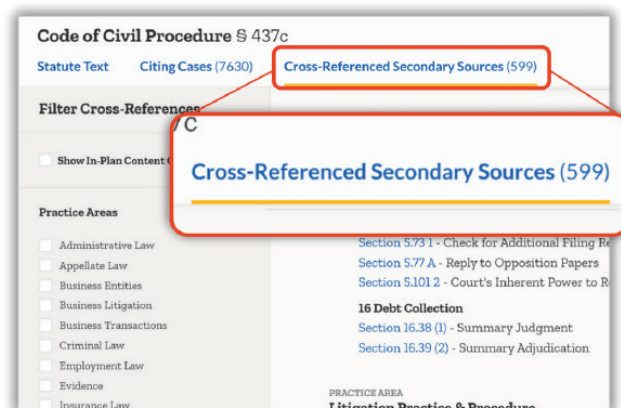 Code of Civil Procedure § 437c
Statute Text Citing Cases (7630) Cross-Referenced Secondary Sources (599)
Filter Cross-References
7C
Cross-Referenced Secondary Sources (599)
Show In-Plan Content
Practice Areas
Administrative Law
Appellate Law
Business Entities
Business Litigation
Business Transactions
Criminal Law
Employment Law
Evidence
Insurance Law
Section 5.73 1 - Check for Additional Filing Re
Section 5.77 A - Reply to Opposition Papers
Section 5.101 2 - Court's Inherent Power to R
16 Debt Collection
Section 16.38 (1) - Summary Judgment
Section 16.39 (2) - Summary Adjudication
PRACTICE AREA
Litigation Practice & Procedure